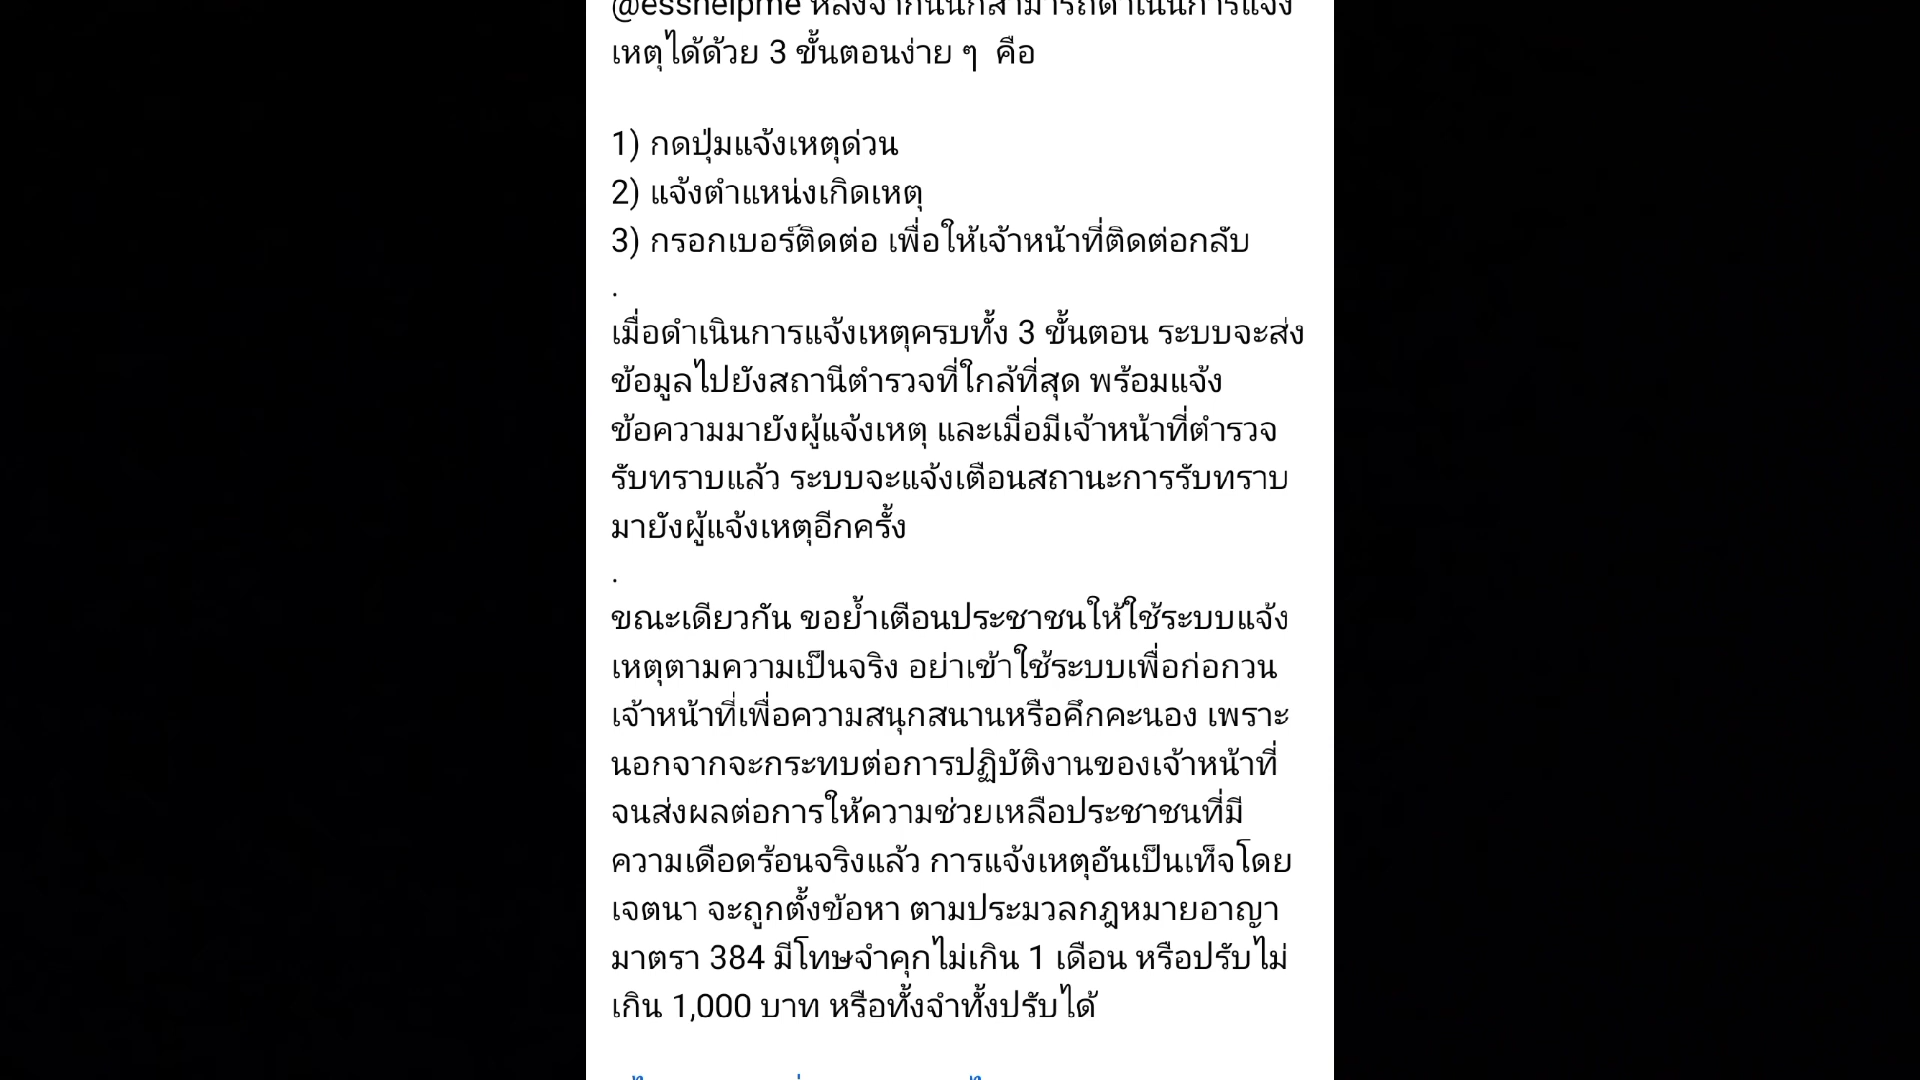 @esshelpme หลังจากนั้นก็สามารถดำเนินการแจ้ง
เหตุได้ด้วย 3 ขั้นตอนง่าย ๆ  คือ
1) กดปุ่มแจ้งเหตุด่วน
2) แจ้งตำแหน่งเกิดเหตุ
3) กรอกเบอร์ติดต่อ เพื่อให้เจ้าหน้าที่ติดต่อกลับ
.
เมื่อดำเนินการแจ้งเหตุครบทั้ง 3 ขั้นตอน ระบบจะส่ง
ข้อมูลไปยังสถานีตำรวจที่ใกล้ที่สุด พร้อมแจ้ง
ข้อความมายังผู้แจ้งเหตุ และเมื่อมีเจ้าหน้าที่ตำรวจ
รับทราบแล้ว ระบบจะแจ้งเตือนสถานะการรับทราบ
มายังผู้แจ้งเหตุอีกครั้ง
.
ขณะเดียวกัน ขอย้ำเตือนประชาชนให้ใช้ระบบแจ้ง
เหตุตามความเป็นจริง อย่าเข้าใช้ระบบเพื่อก่อกวน
เจ้าหน้าที่เพื่อความสนุกสนานหรือคึกคะนอง เพราะ
นอกจากจะกระทบต่อการปฏิบัติงานของเจ้าหน้าที่
จนส่งผลต่อการให้ความช่วยเหลือประชาชนที่มี
ความเดือดร้อนจริงแล้ว การแจ้งเหตุอันเป็นเท็จโดย
เจตนา จะถูกตั้งข้อหา ตามประมวลกฎหมายอาญา
มาตรา 384 มีโทษจำคุกไม่เกิน 1 เดือน หรือปรับไม่
เกิน 1,000 บาท หรือทั้งจำทั้งปรับได้